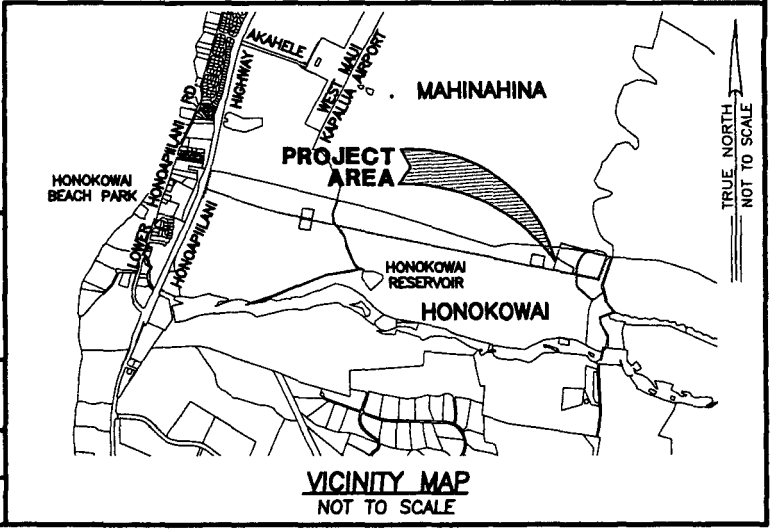 AKAHELE
WEST MAUI
KAPALUA AIRPORT
MAHINAHINA
HIGHWAY
HONOAPIILANI
LOWER HONOAPIILANI RD.
PROJECT
AREA
HONOKOWAI
BEACH PARK
HONOKOWAI
RESERVOIR
HONOKOWAI
TRUE NORTH
NOT TO SCALE
VICINITY MAP
NOT TO SCALE